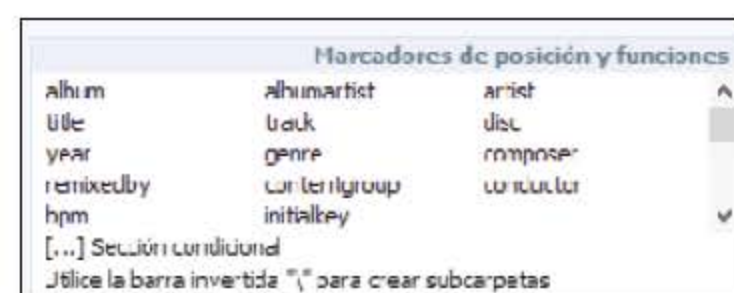 Marcadores de posición y funciones
album albumartist artist
title track disc
year genre composer
remixedby contentgroup conductor
bpm initialkey
[...] Sección condicional
Utilice la barra invertida "\" para crear subcarpetas